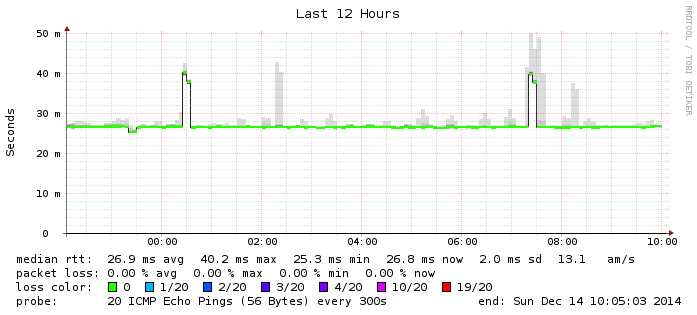 Last 12 Hours
RRDTOOL / TOBI OETIKER
Seconds
50 m
40 m
30 m
20 m
10 m
0
00:00 02:00 04:00 06:00 08:00 10:00
median rtt: 26.9 ms avg 40.2 ms max 25.3 ms min 26.8 ms now 2.0 ms sd 13.1 am/s
packet loss: 0.00 % avg 0.00 % max 0.00 % min 0.00 % now
loss color: 0 1/20 2/20 3/20 4/20 10/20 19/20
probe: 20 ICMP Echo Pings (56 Bytes) every 300s end: Sun Dec 14 10:05:03 2014